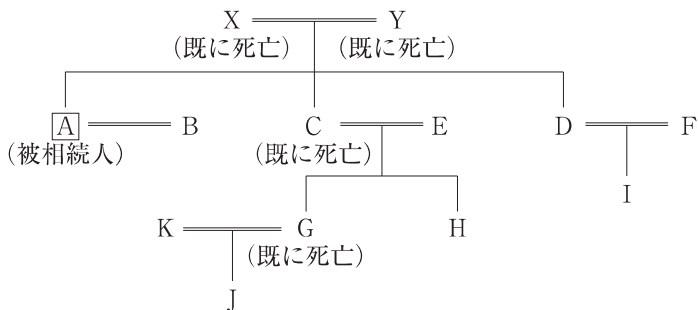 X Y
(既に死亡) (既に死亡)
A B C E D F
(被相続人) (既に死亡)
I
K G H
(既に死亡)
J